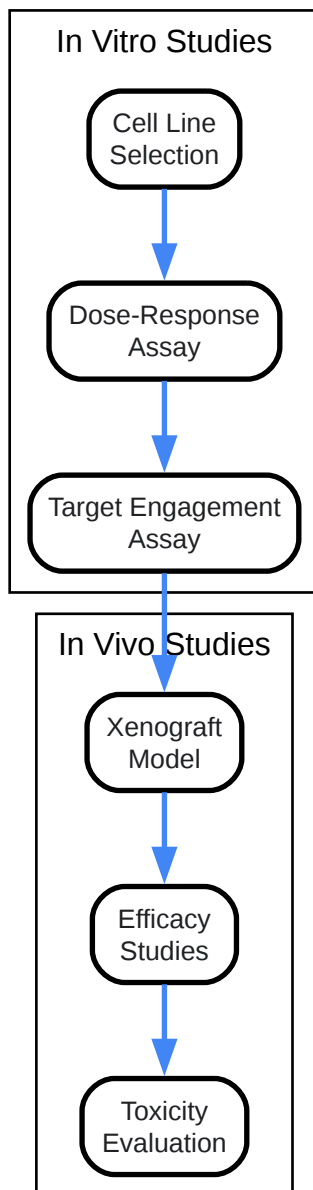 In Vitro Studies
Cell Line
Selection
Dose-Response
Assay
Target Engagement
Assay
In Vivo Studies
Xenograft
Model
Efficacy
Studies
Toxicity
Evaluation